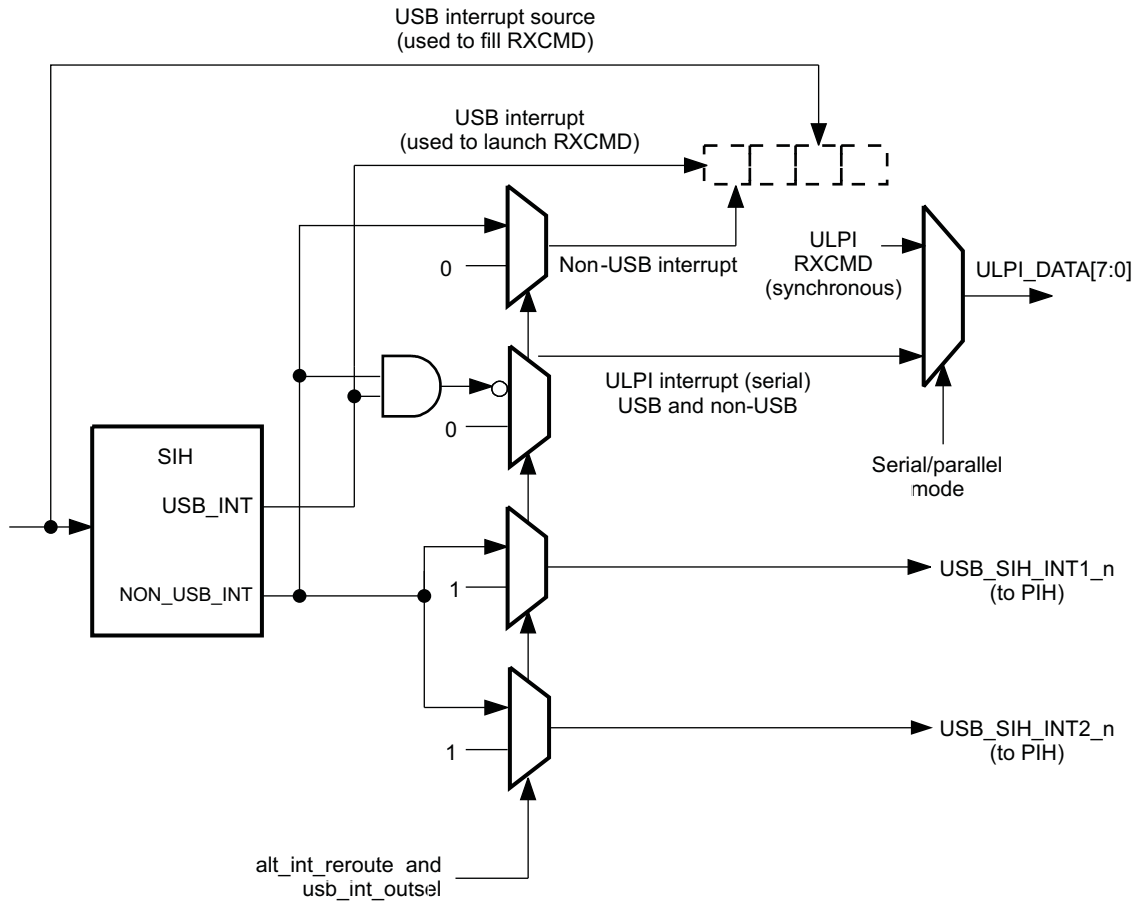 USB interrupt source
(used to fill RXCMD)
USB interrupt
(used to launch RXCMD)
0
Non-USB interrupt
ULPI
RXCMD
(synchronous)
ULPI_DATA[7:0]
ULPI interrupt (serial)
USB and non-USB
0
Serial/parallel
mode
SIH
USB_INT
NON_USB_INT
1
USB_SIH_INT1_n
(to PIH)
1
USB_SIH_INT2_n
(to PIH)
alt_int_reroute and
usb_int_outsel